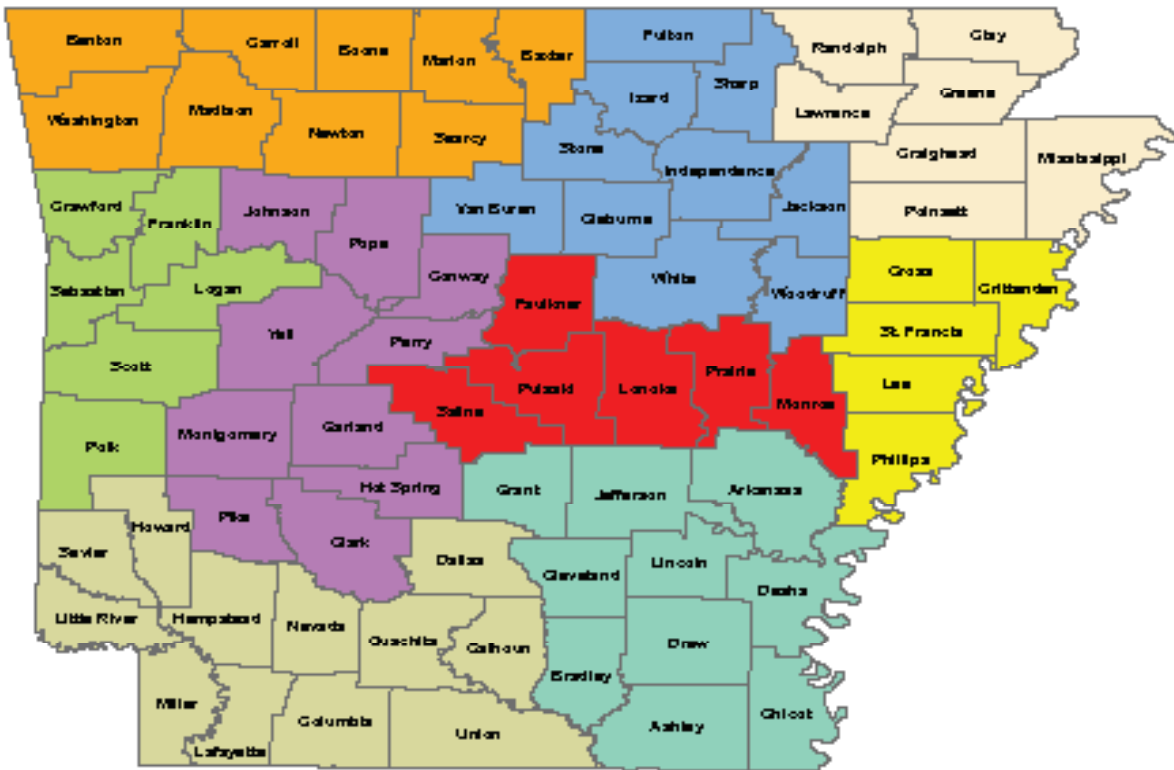 Benton
Carroll
Boone
Marion
Baxter
Fulton
Randolph
Clay
Sharp
Izard
Greene
Washington
Madison
Lawrence
Newton
Searcy
Stone
Craighead
Mississippi
Independence
Crawford
Franklin
Johnson
Van Buren
Cleburne
Jackson
Poinsett
Pope
Conway
Cross
Crittenden
Sebastian
Logan
White
Woodruff
Faulkner
Yell
Perry
St. Francis
Scott
Pulaski
Lonoke
Prairie
Lee
Saline
Monroe
Polk
Montgomery
Garland
Phillips
Hot Spring
Grant
Jefferson
Arkansas
Howard
Pike
Clark
Sevier
Dallas
Cleveland
Lincoln
Desha
Little River
Hempstead
Nevada
Ouachita
Calhoun
Drew
Bradley
Miller
Columbia
Union
Ashley
Chicot
Lafayette